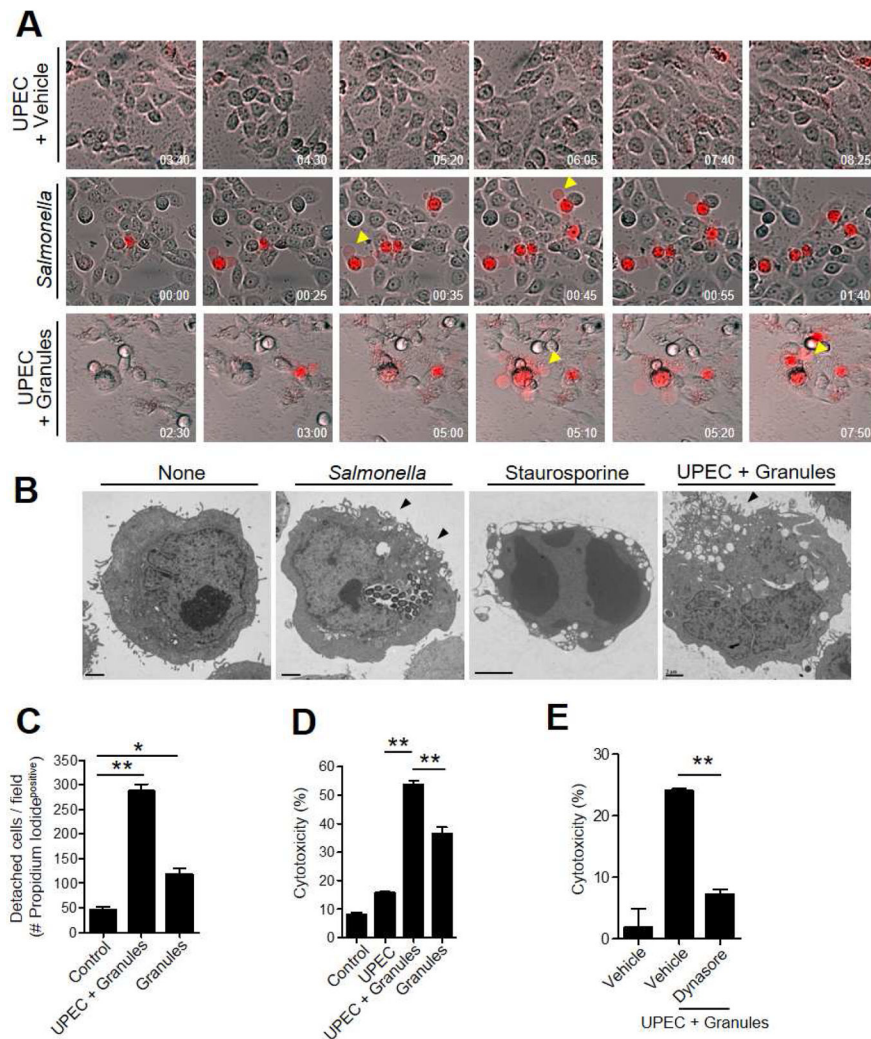 A
UPEC
+ Vehicle
03:40
04:30
05:20
06:05
07:40
08:25
Salmonella
00:00
00:25
00:35
00:45
00:55
01:40
UPEC
+ Granules
02:30
03:00
05:00
05:10
05:20
07:50
B
None
Salmonella
Staurosporine
UPEC + Granules
C
Detached cells / field
(# Propidium Iodidepositive)
350
300
250
200
150
100
50
0
*
**
Control
UPEC + Granules
Granules
D
Cytotoxicity (%)
60
50
40
30
20
10
0
**
**
Control
UPEC
UPEC + Granules
Granules
E
Cytotoxicity (%)
30
20
10
0
**
Vehicle
Vehicle
Dynasore
UPEC + Granules